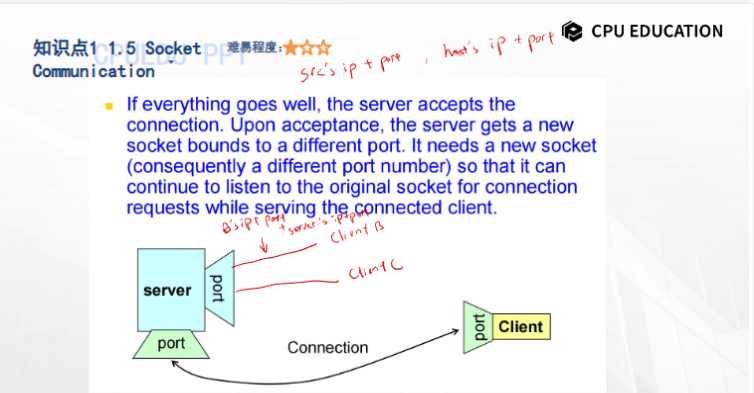 知识点1 1.5 Socket Communication
难易程度:★☆☆
CPU EDUCATION
src's ip + port , host's ip + port
If everything goes well, the server accepts the
connection. Upon acceptance, the server gets a new
socket bounds to a different port. It needs a new socket
(consequently a different port number) so that it can
continue to listen to the original socket for connection
requests while serving the connected client.
B's ip + port
+ server's ip+port
Client B
Client C
server
port
port
Connection
port
Client